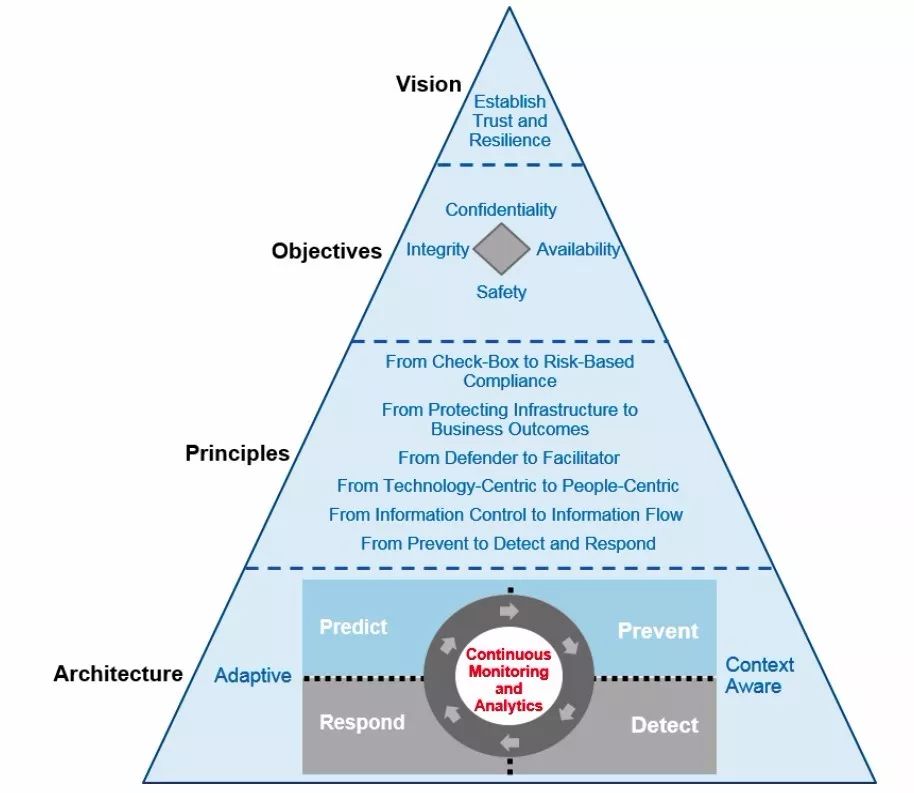 Vision
Establish
Trust and
Resilience
Objectives
Confidentiality
Integrity
Availability
Safety
Principles
From Check-Box to Risk-Based
Compliance
From Protecting Infrastructure to
Business Outcomes
From Defender to Facilitator
From Technology-Centric to People-Centric
From Information Control to Information Flow
From Prevent to Detect and Respond
Architecture
Adaptive
Predict
Prevent
Continuous
Monitoring
and
Analytics
Respond
Detect
Context
Aware